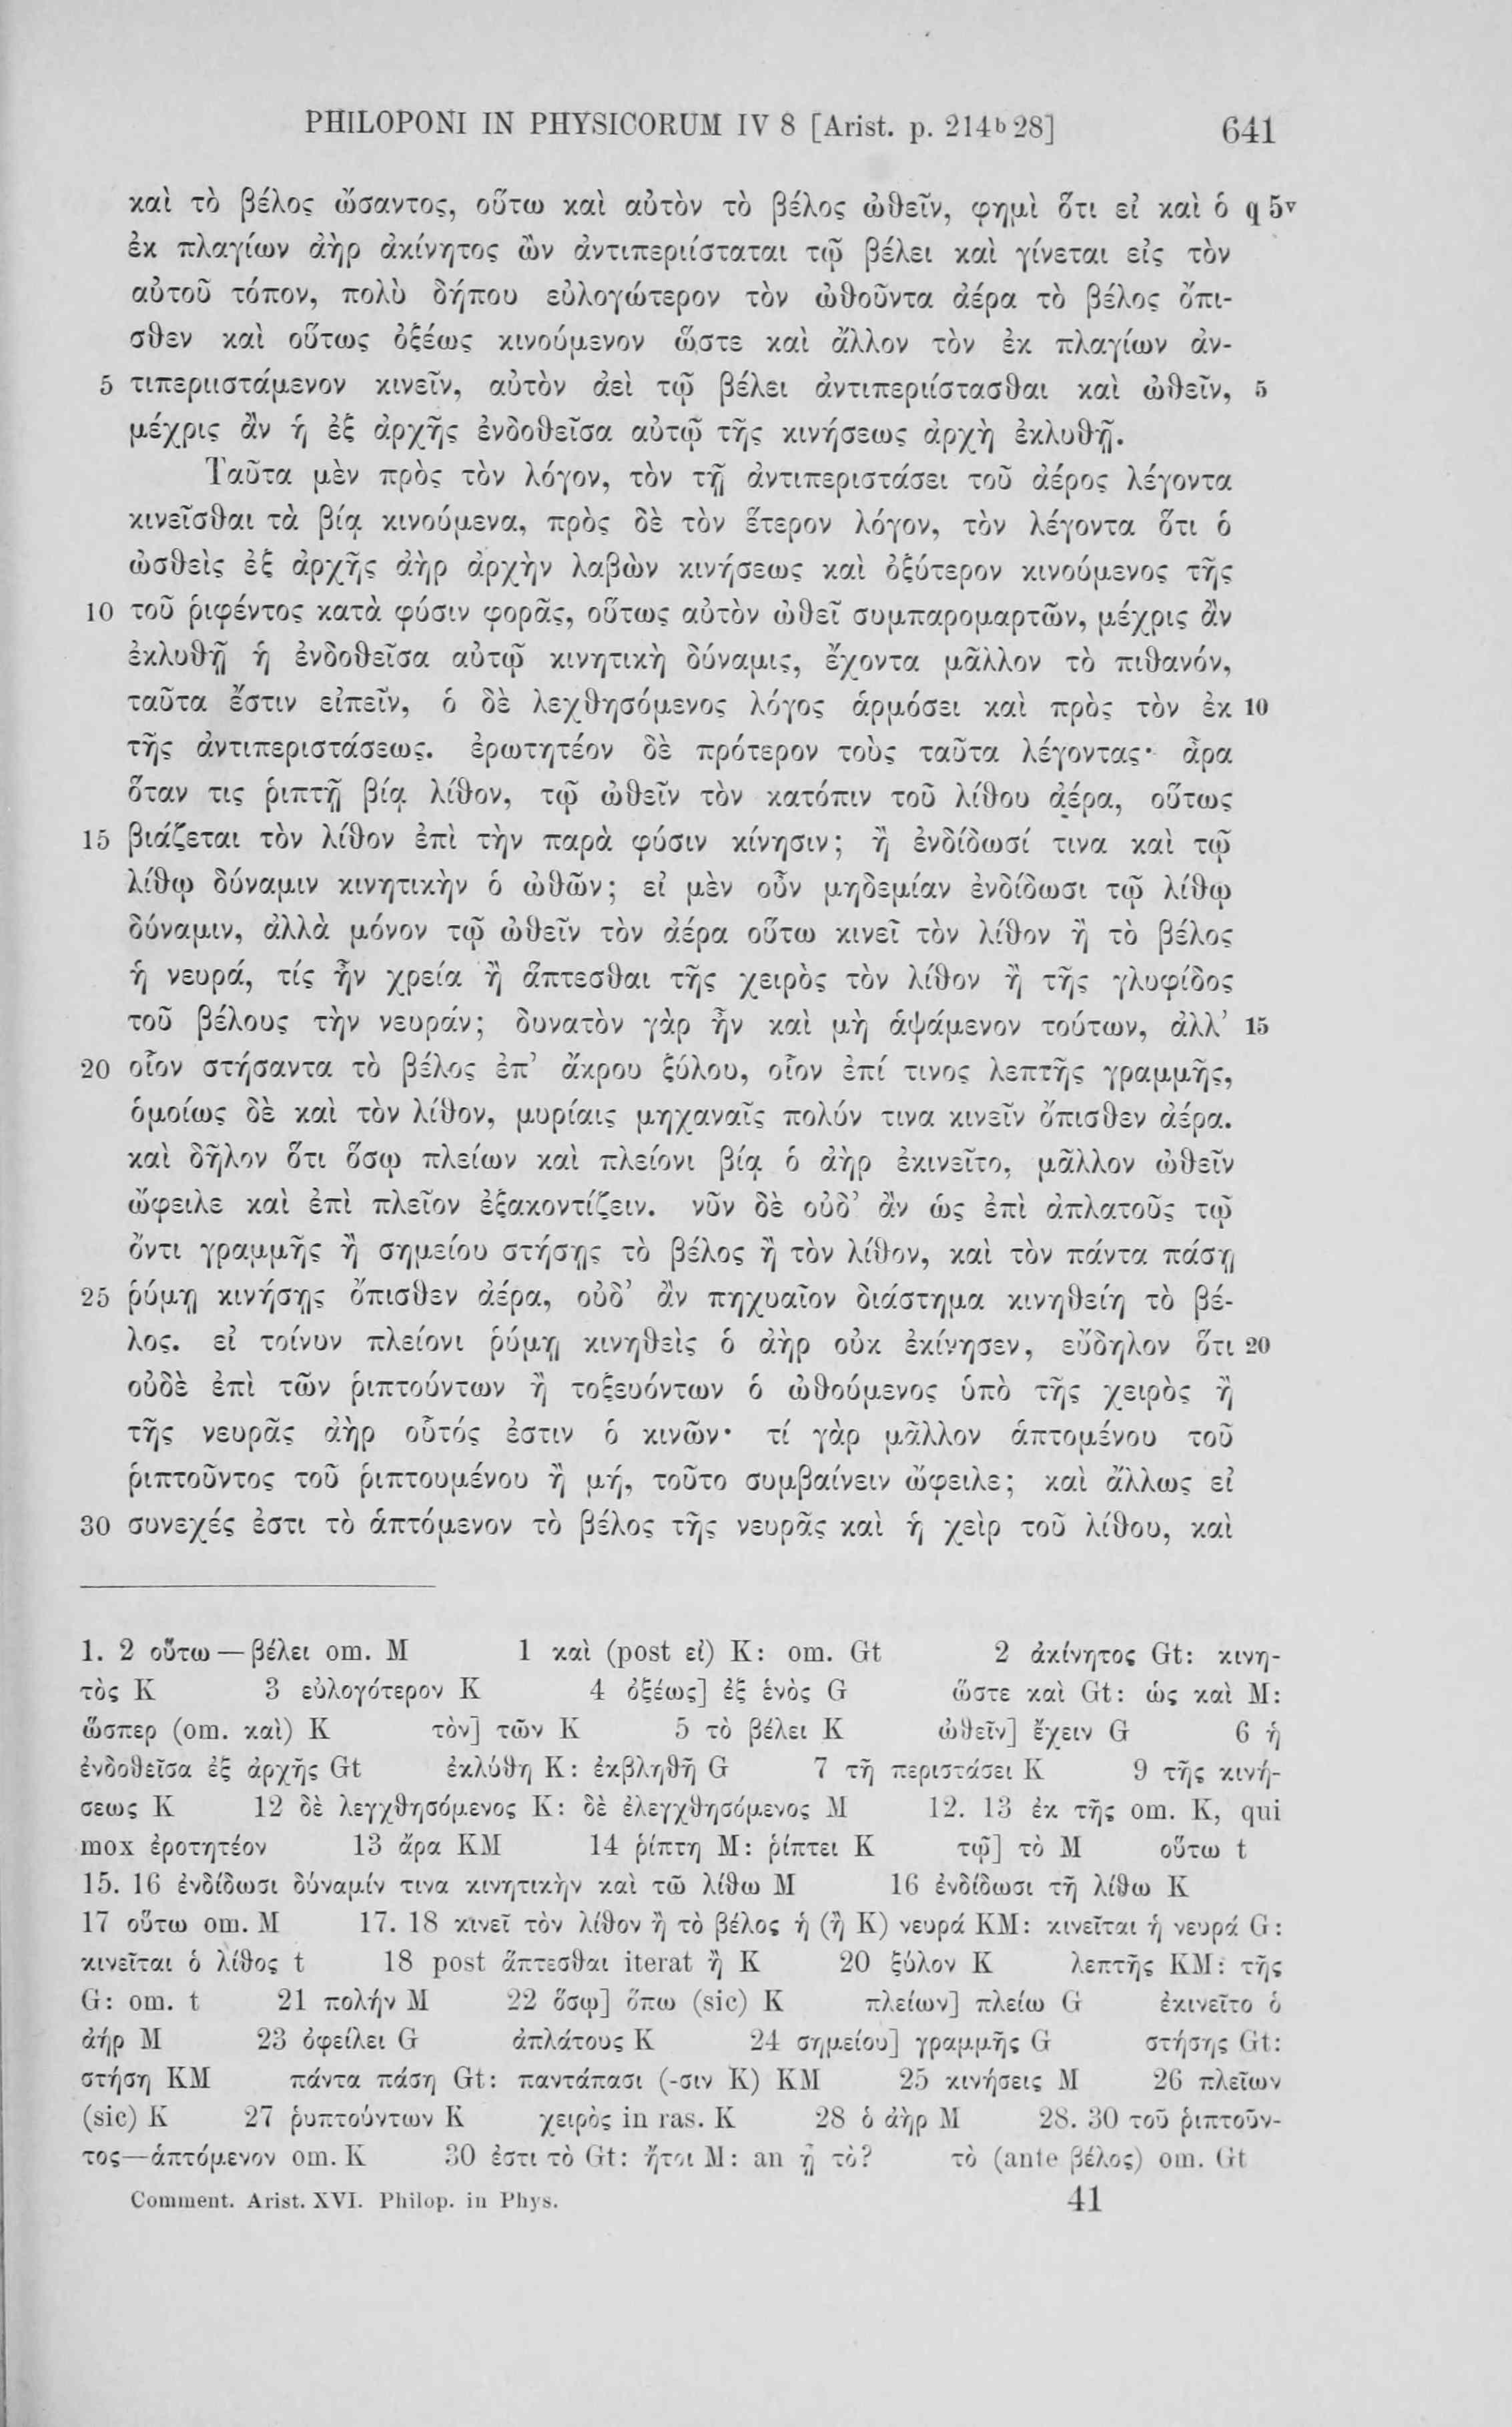 PHILOPONI IN PHYSICORUM IV 8 [Arist. p. 214ᵇ 28] 641
καὶ τὸ βέλος ὤσαντος, οὕτω καὶ αὐτὸν τὸ βέλος ὠθεῖν, φημὶ ὅτι εἰ καὶ ὁ q 5ᵛ
ἐκ πλαγίων ἀὴρ ἀκίνητος ὢν ἀντιπεριίσταται τῷ βέλει καὶ γίνεται εἰς τὸν
αὐτοῦ τόπον, πολὺ δήπου εὐλογώτερον τὸν ὠθοῦντα ἀέρα τὸ βέλος ὄπι-
σθεν καὶ οὕτως ὀξέως κινούμενον ὥστε καὶ ἄλλον τὸν ἐκ πλαγίων ἀν-
5 τιπεριιστάμενον κινεῖν, αὐτὸν ἀεὶ τῷ βέλει ἀντιπεριίστασθαι καὶ ὠθεῖν, 5
μέχρις ἂν ἡ ἐξ ἀρχῆς ἐνδοθεῖσα αὐτῷ τῆς κινήσεως ἀρχὴ ἐκλυθῇ.
Ταῦτα μὲν πρὸς τὸν λόγον, τὸν τῇ ἀντιπεριστάσει τοῦ ἀέρος λέγοντα
κινεῖσθαι τὰ βίᾳ κινούμενα, πρὸς δὲ τὸν ἕτερον λόγον, τὸν λέγοντα ὅτι ὁ
ὠσθεὶς ἐξ ἀρχῆς ἀὴρ ἀρχὴν λαβὼν κινήσεως καὶ ὀξύτερον κινούμενος τῆς
10 τοῦ ῥιφέντος κατὰ φύσιν φορᾶς, οὕτως αὐτὸν ὠθεῖ συμπαρομαρτῶν, μέχρις ἂν
ἐκλυθῇ ἡ ἐνδοθεῖσα αὐτῷ κινητικὴ δύναμις, ἔχοντα μᾶλλον τὸ πιθανόν,
ταῦτα ἔστιν εἰπεῖν, ὁ δὲ λεχθησόμενος λόγος ἁρμόσει καὶ πρὸς τὸν ἐκ 10
τῆς ἀντιπεριστάσεως. ἐρωτητέον δὲ πρότερον τοὺς ταῦτα λέγοντας· ἆρα
ὅταν τις ῥιπτῇ βίᾳ λίθον, τῷ ὠθεῖν τὸν κατόπιν τοῦ λίθου ἀέρα, οὕτως
15 βιάζεται τὸν λίθον ἐπὶ τὴν παρὰ φύσιν κίνησιν; ἢ ἐνδίδωσί τινα καὶ τῷ
λίθῳ δύναμιν κινητικὴν ὁ ὠθῶν; εἰ μὲν οὖν μηδεμίαν ἐνδίδωσι τῷ λίθῳ
δύναμιν, ἀλλὰ μόνον τῷ ὠθεῖν τὸν ἀέρα οὕτω κινεῖ τὸν λίθον ἢ τὸ βέλος
ἡ νευρά, τίς ἦν χρεία ἢ ἅπτεσθαι τῆς χειρὸς τὸν λίθον ἢ τῆς γλυφίδος
τοῦ βέλους τὴν νευράν; δυνατὸν γὰρ ἦν καὶ μὴ ἁψάμενον τούτων, ἀλλ’ 15
20 οἷον στήσαντα τὸ βέλος ἐπ’ ἄκρου ξύλου, οἷον ἐπί τινος λεπτῆς γραμμῆς,
ὁμοίως δὲ καὶ τὸν λίθον, μυρίαις μηχαναῖς πολύν τινα κινεῖν ὄπισθεν ἀέρα.
καὶ δῆλον ὅτι ὅσῳ πλείων καὶ πλείονι βίᾳ ὁ ἀὴρ ἐκινεῖτο, μᾶλλον ὠθεῖν
ὤφειλε καὶ ἐπὶ πλεῖον ἐξακοντίζειν. νῦν δὲ οὐδ’ ἂν ὡς ἐπὶ ἀπλατοῦς τῷ
ὄντι γραμμῆς ἢ σημείου στήσῃς τὸ βέλος ἢ τὸν λίθον, καὶ τὸν πάντα πάσῃ
25 ῥύμῃ κινήσῃς ὄπισθεν ἀέρα, οὐδ’ ἂν πηχυαῖον διάστημα κινηθείη τὸ βέ-
λος. εἰ τοίνυν πλείονι ῥύμῃ κινηθεὶς ὁ ἀὴρ οὐκ ἐκίνησεν, εὔδηλον ὅτι 20
οὐδὲ ἐπὶ τῶν ῥιπτούντων ἢ τοξευόντων ὁ ὠθούμενος ὑπὸ τῆς χειρὸς ἢ
τῆς νευρᾶς ἀὴρ οὗτός ἐστιν ὁ κινῶν· τί γὰρ μᾶλλον ἁπτομένου τοῦ
ῥιπτοῦντος τοῦ ῥιπτουμένου ἢ μή, τοῦτο συμβαίνειν ὤφειλε; καὶ ἄλλως εἰ
30 συνεχές ἐστι τὸ ἁπτόμενον τὸ βέλος τῆς νευρᾶς καὶ ἡ χεὶρ τοῦ λίθου, καὶ
1. 2 οὕτω — βέλει om. M 1 καὶ (post εἰ) K: om. Gt 2 ἀκίνητος Gt: κινη-
τὸς K 3 εὐλογότερον K 4 ὀξέως] ἐξ ἑνὸς G ὥστε καὶ Gt: ὡς καὶ M:
ὥσπερ (om. καὶ) K τὸν] τῶν K 5 τὸ βέλει K ὠθεῖν] ἔχειν G 6 ἡ
ἐνδοθεῖσα ἐξ ἀρχῆς Gt ἐκλύθη K: ἐκβληθῆ G 7 τῆ περιστάσει K 9 τῆς κινή-
σεως K 12 δὲ λεγχθησόμενος K: δὲ ἐλεγχθησόμενος M 12. 13 ἐκ τῆς om. K, qui
mox ἐροτητέον 13 ἄρα KM 14 ῥίπτη M: ῥίπτει K τῷ] τὸ M οὕτω t
15. 16 ἐνδίδωσι δύναμίν τινα κινητικὴν καὶ τῶ λίθω M 16 ἐνδίδωσι τῆ λίθω K
17 οὕτω om. M 17. 18 κινεῖ τὸν λίθον ἢ τὸ βέλος ἡ (ἢ K) νευρά KM: κινεῖται ἡ νευρά G:
κινεῖται ὁ λίθος t 18 post ἅπτεσθαι iterat ἢ K 20 ξύλον K λεπτῆς KM: τῆς
G: om. t 21 πολήν M 22 ὅσῳ] ὅπω (sic) K πλείων] πλείω G ἐκινεῖτο ὁ
ἀήρ M 23 ὀφείλει G ἀπλάτους K 24 σημείου] γραμμῆς G στήσης Gt:
στήση KM πάντα πάση Gt: παντάπασι (-σιν K) KM 25 κινήσεις M 26 πλεῖων
(sic) K 27 ῥυπτούντων K χειρὸς in ras. K 28 ὁ ἀὴρ M 28. 30 τοῦ ῥιπτοῦν-
τος—ἁπτόμενον om. K 30 ἐστι τὸ Gt: ἤτοι M: an ᾖ τὸ? τὸ (ante βέλος) om. Gt
Comment. Arist. XVI. Philop. in Phys. 41